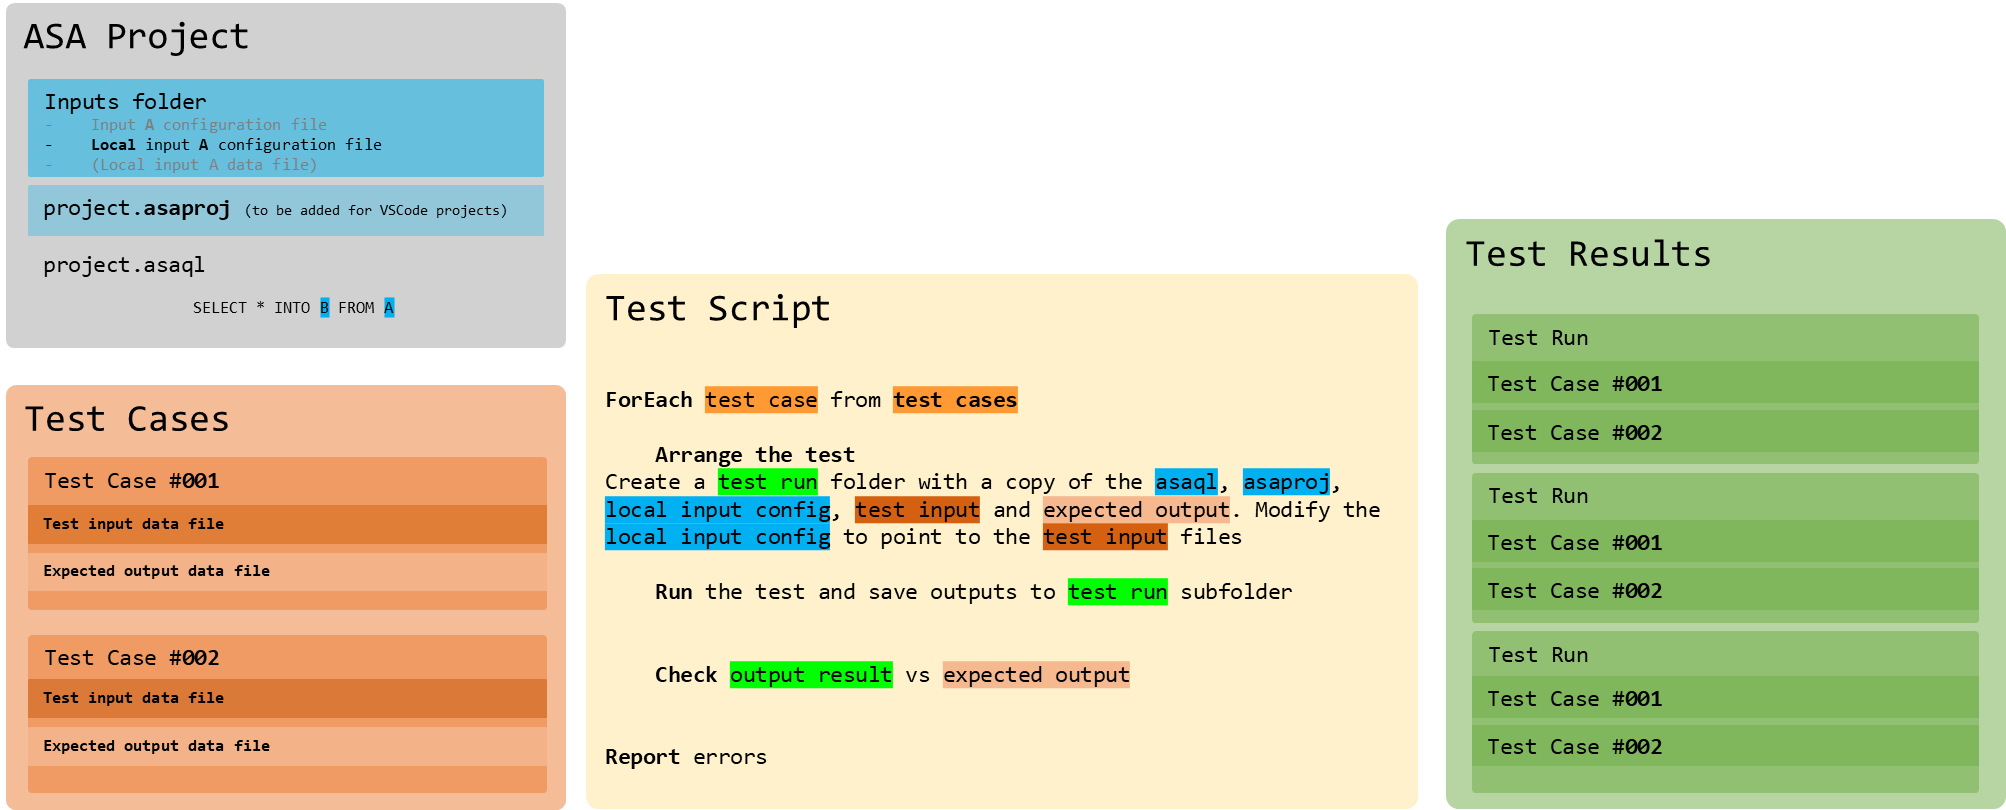 ASA Project
Inputs folder
- Input A configuration file
- Local input A configuration file
- (Local input A data file)
project.asaproj (to be added for VSCode projects)
project.asaql
SELECT * INTO B FROM A
Test Cases
Test Case #001
Test input data file
Expected output data file
Test Case #002
Test input data file
Expected output data file
Test Script
ForEach test case from test cases
Arrange the test
Create a test run folder with a copy of the asaql, asaproj,
local input config, test input and expected output. Modify the
local input config to point to the test input files
Run the test and save outputs to test run subfolder
Check output result vs expected output
Report errors
Test Results
Test Run
Test Case #001
Test Case #002
Test Run
Test Case #001
Test Case #002
Test Run
Test Case #001
Test Case #002